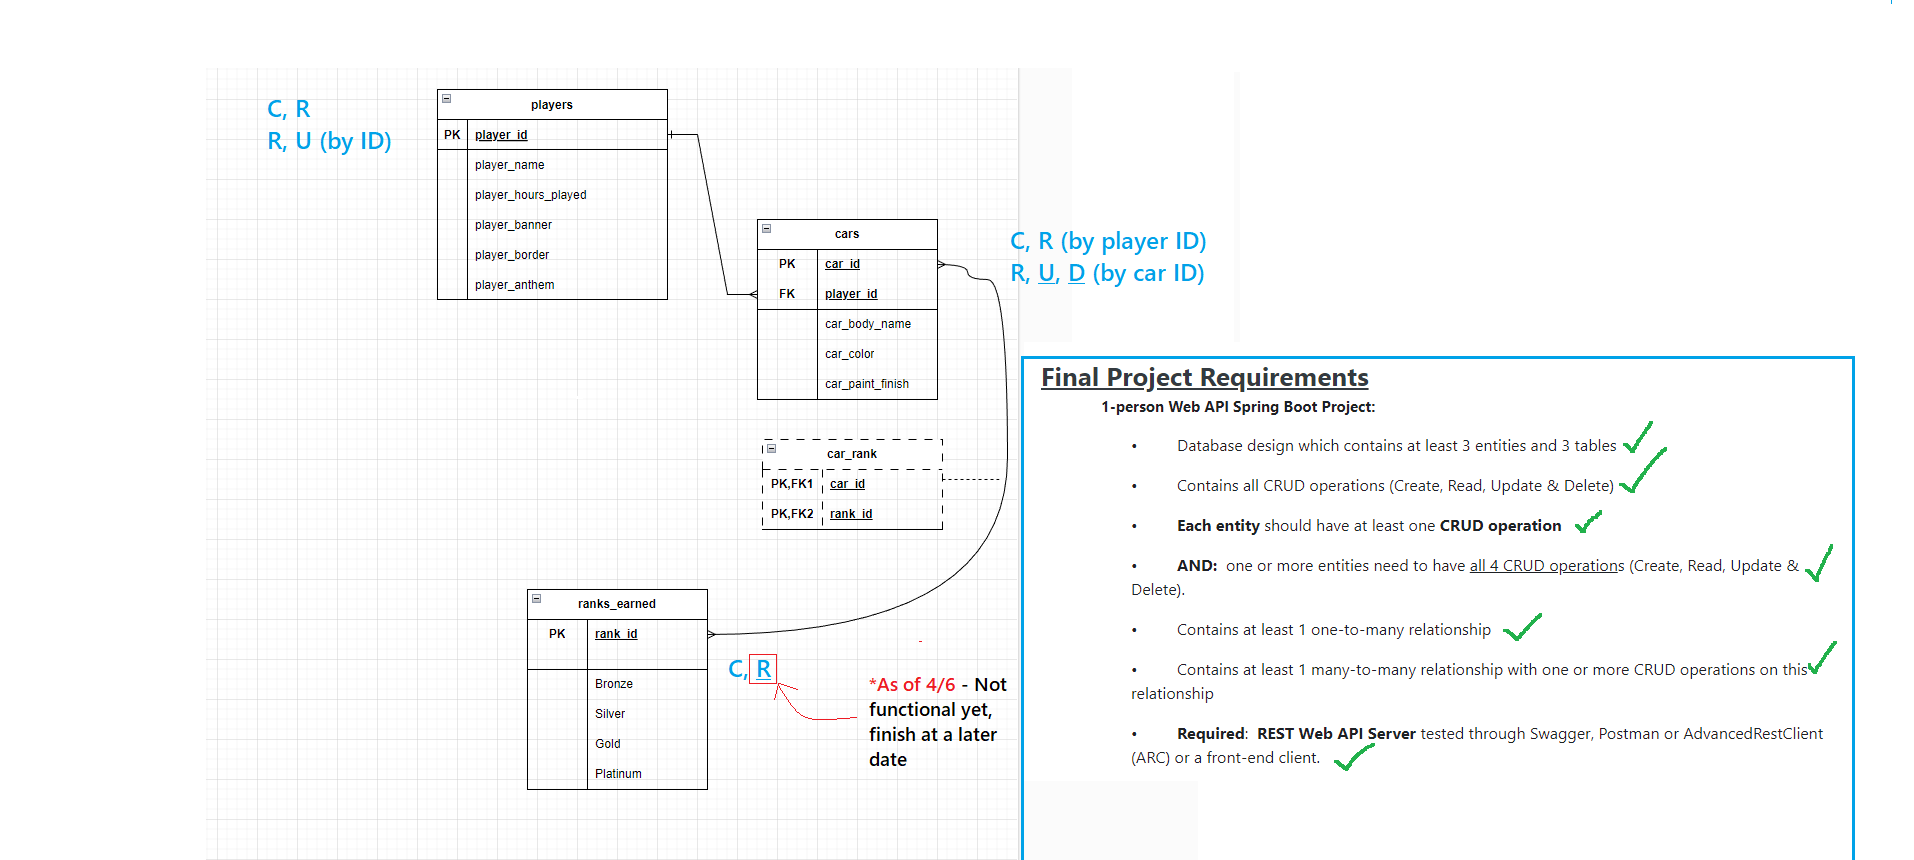 C, R
R, U (by ID)
players
PK player_id
player_name
player_hours_played
player_banner
player_border
player_anthem
cars
PK car_id
FK player_id
car_body_name
car_color
car_paint_finish
C, R (by player ID)
R, U, D (by car ID)
car_rank
PK,FK1 car_id
PK,FK2 rank_id
ranks_earned
PK rank_id
Bronze
Silver
Gold
Platinum
C, R
*As of 4/6 - Not
functional yet,
finish at a later
date
Final Project Requirements
1-person Web API Spring Boot Project:
• Database design which contains at least 3 entities and 3 tables
• Contains all CRUD operations (Create, Read, Update & Delete)
• Each entity should have at least one CRUD operation
• AND: one or more entities need to have all 4 CRUD operations (Create, Read, Update &
Delete).
• Contains at least 1 one-to-many relationship
• Contains at least 1 many-to-many relationship with one or more CRUD operations on this
relationship
• Required: REST Web API Server tested through Swagger, Postman or AdvancedRestClient
(ARC) or a front-end client.